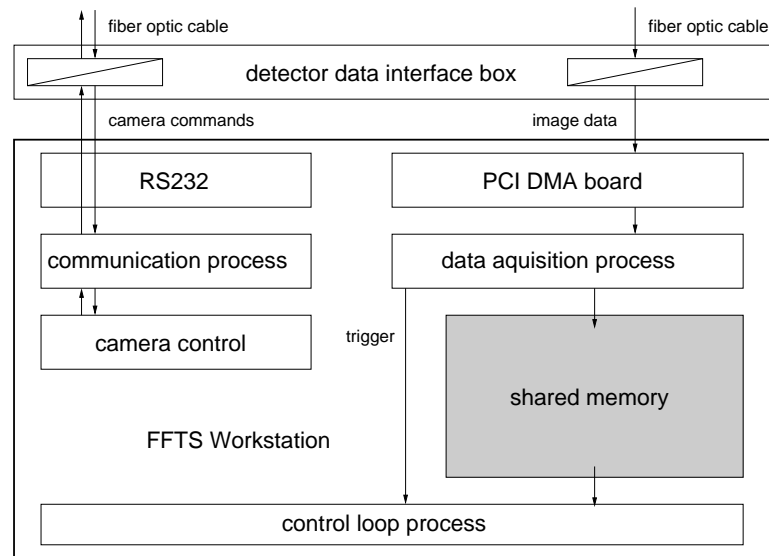 fiber optic cable
fiber optic cable
detector data interface box
camera commands
image data
RS232
PCI DMA board
communication process
data aquisition process
camera control
trigger
shared memory
FFTS Workstation
control loop process